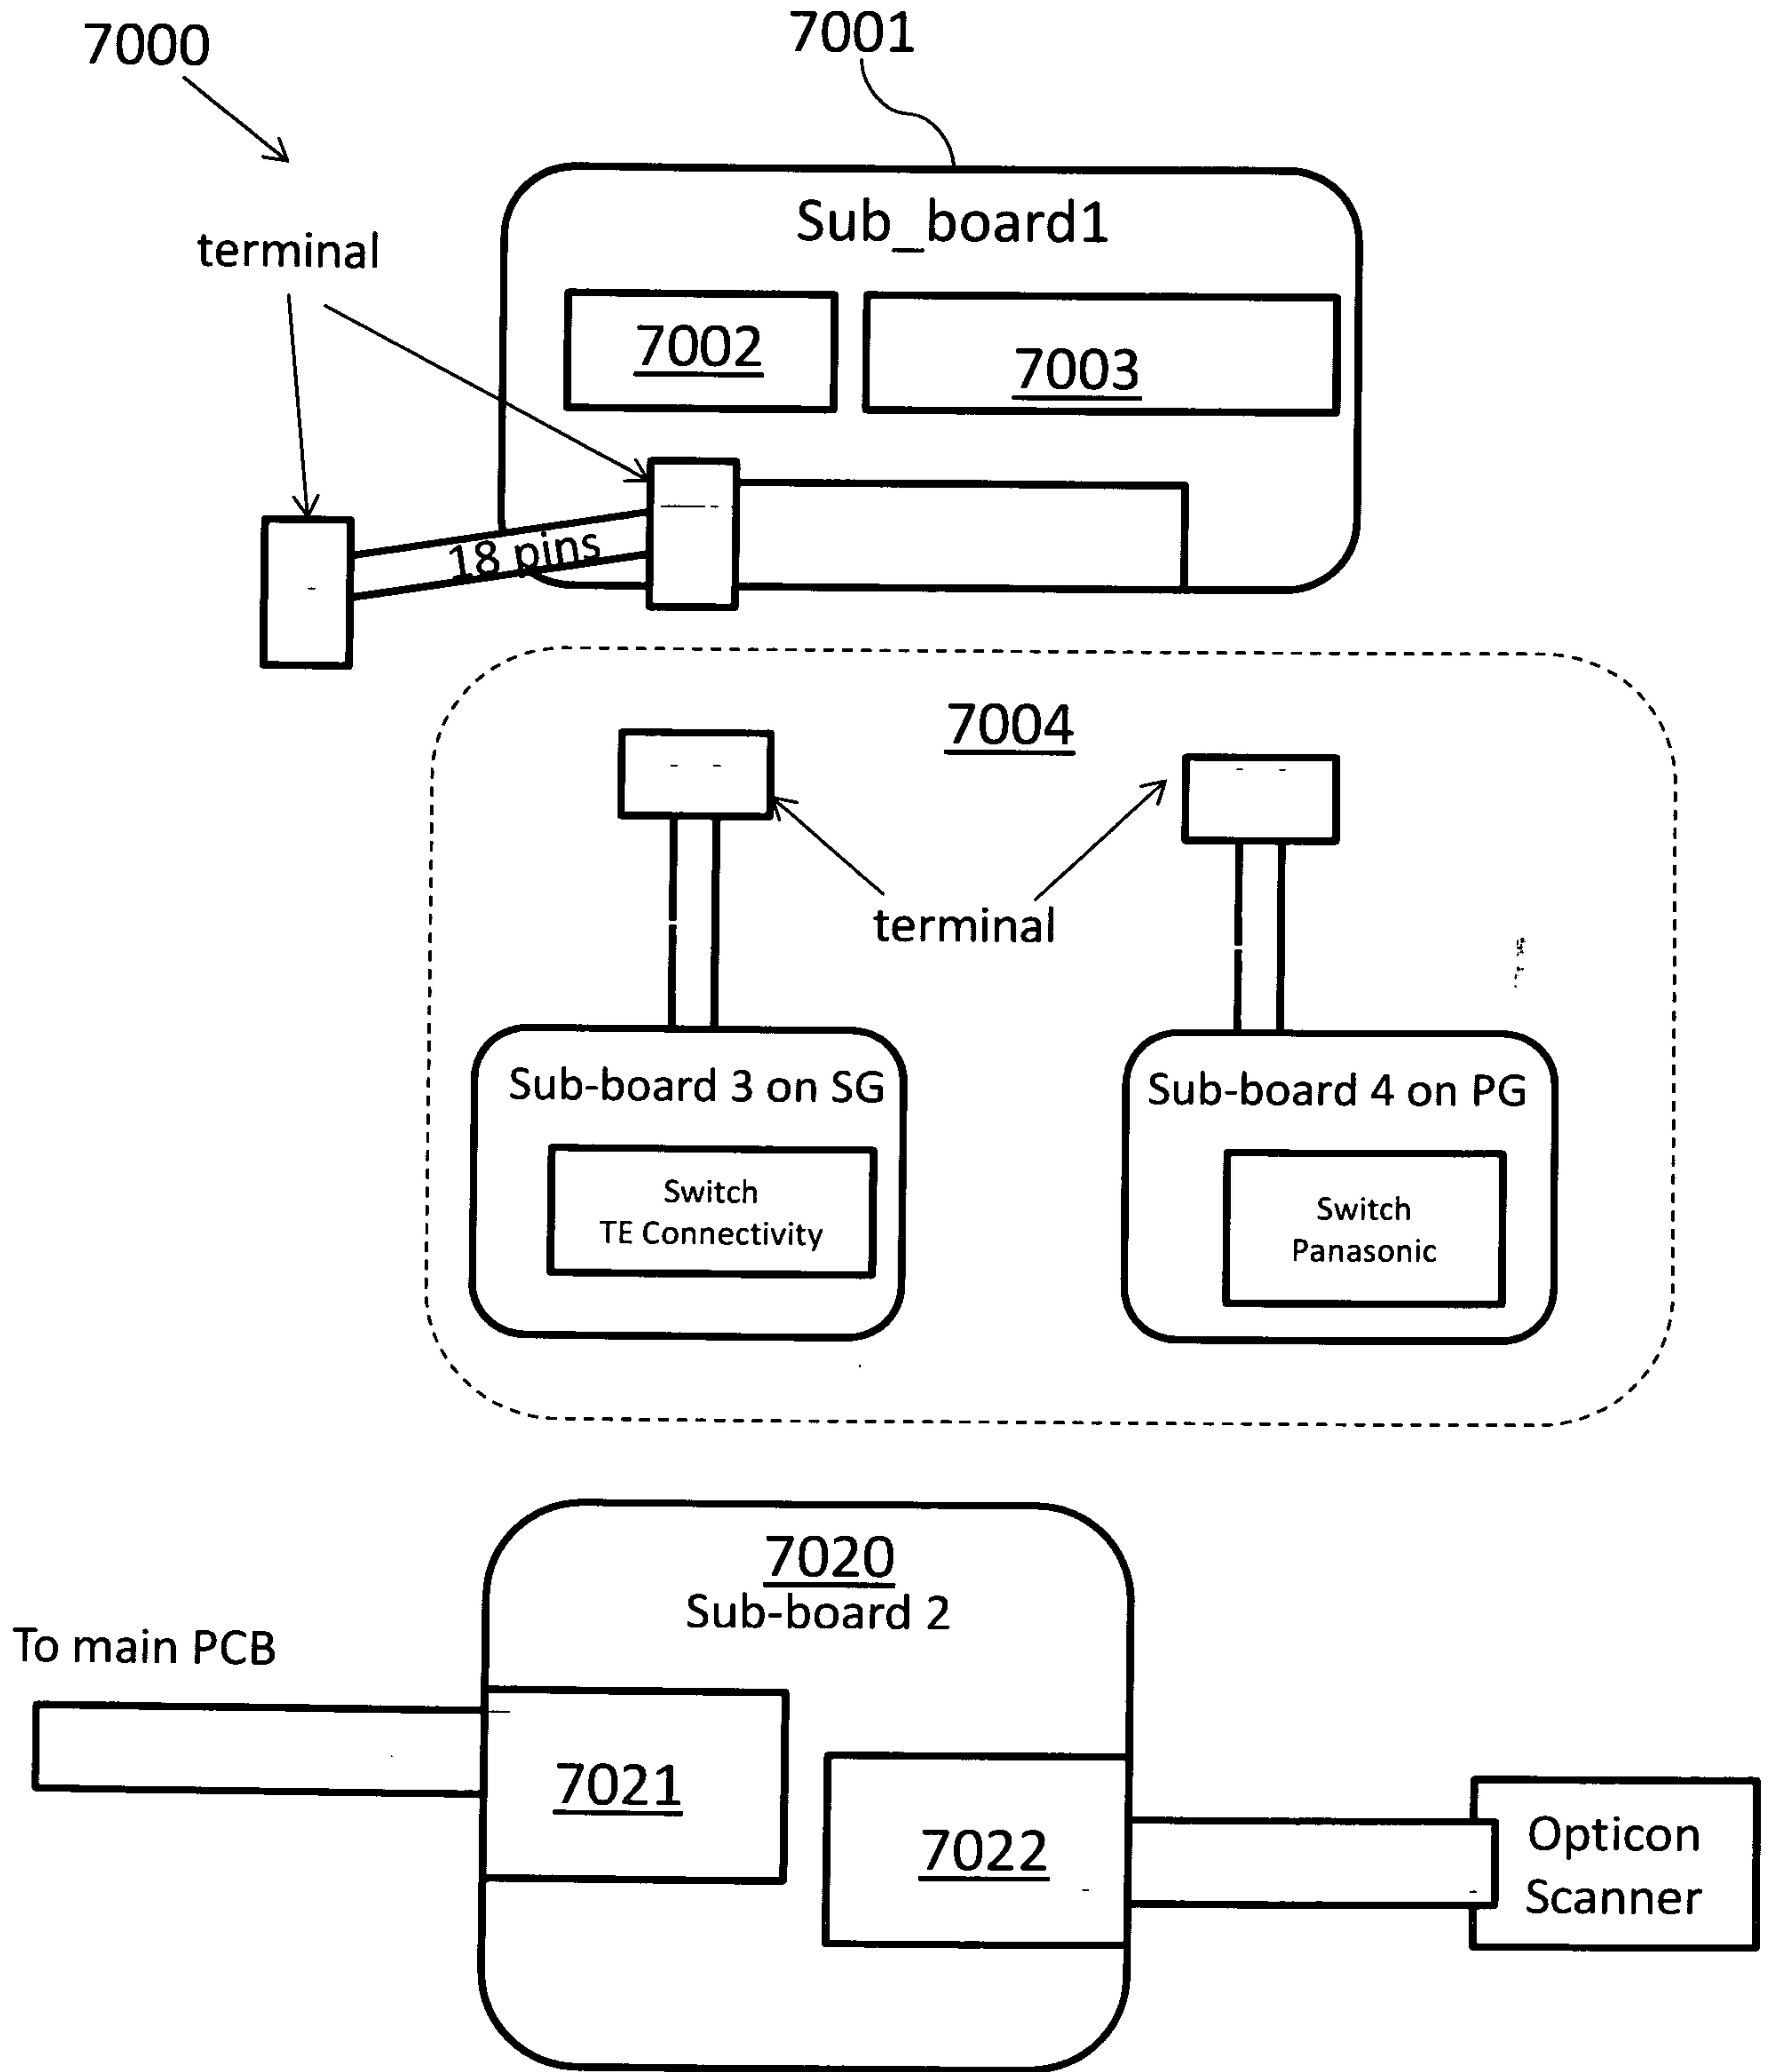 7000
7001
terminal
Sub_board1
7002
7003
18 pins
7004
terminal
Sub-board 3 on SG
Switch
TE Connectivity
Sub-board 4 on PG
Switch
Panasonic
7020
Sub-board 2
To main PCB
7021
7022
Opticon
Scanner